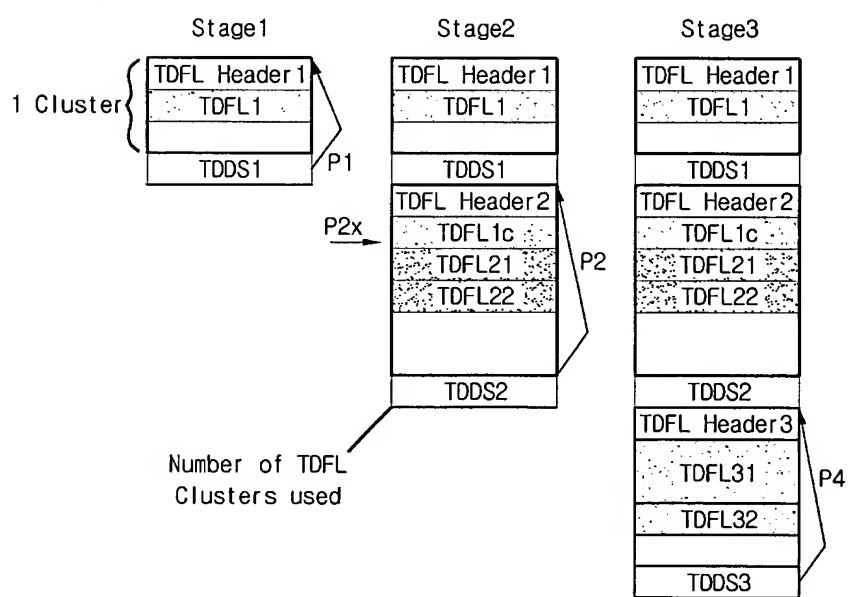 Stage1
Stage2
Stage3
1 Cluster
TDFL Header1
TDFL1
TDDS1
P1
TDFL Header1
TDFL1
TDDS1
TDFL Header2
P2x
TDFL1c
TDFL21
TDFL22
P2
TDDS2
Number of TDFL
Clusters used
TDFL Header1
TDFL1
TDDS1
TDFL Header2
TDFL1c
TDFL21
TDFL22
TDDS2
TDFL Header3
TDFL31
TDFL32
P4
TDDS3